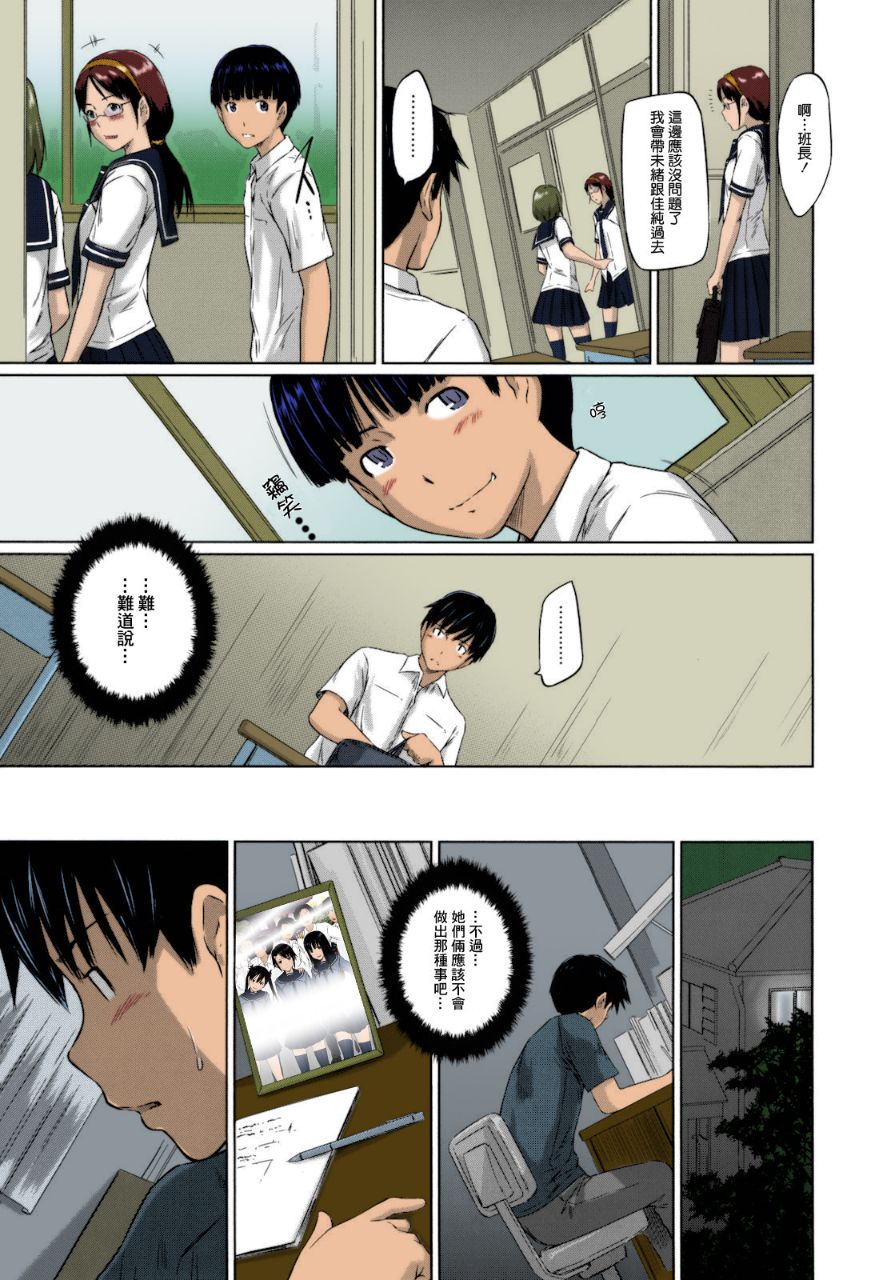 啊…班長！
這邊應該沒問題了
我會帶未緒跟佳純過去
………
…
哼
竊笑…
…………
…難…
…難道說…
…不過…
她們倆應該不會
做出那種事吧…